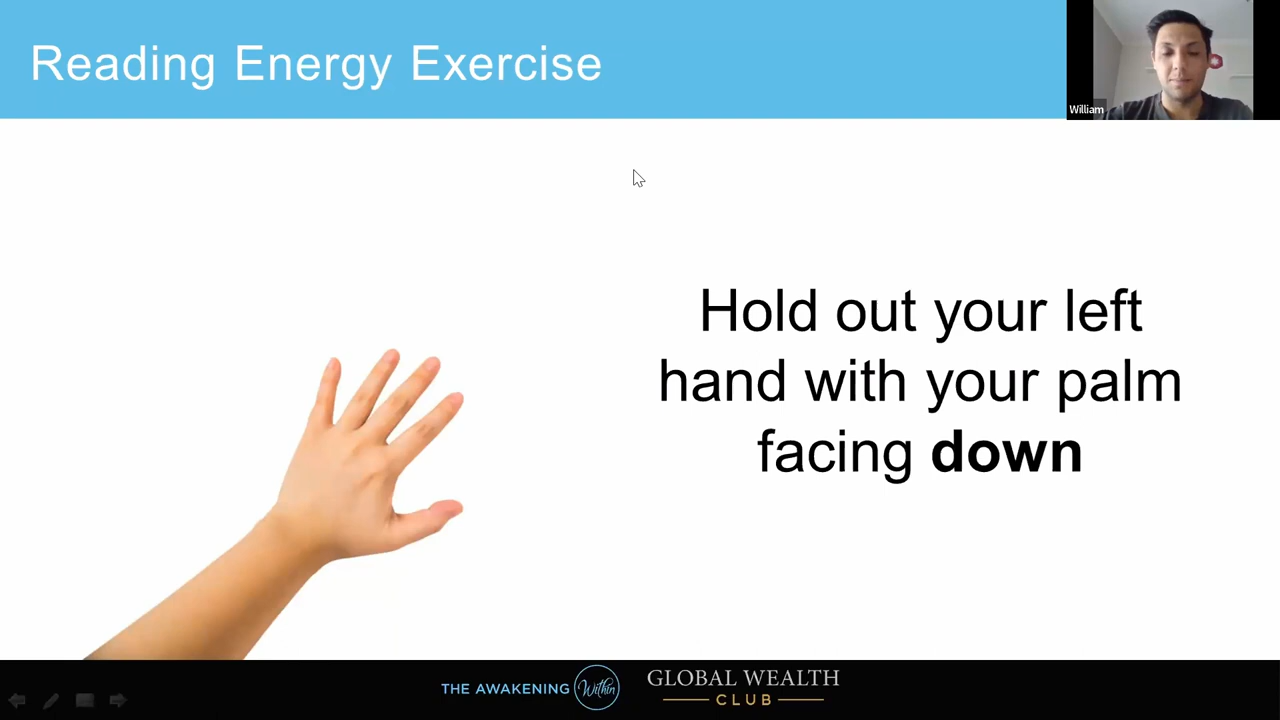 Reading Energy Exercise
William
Hold out your left
hand with your palm
facing down
THE AWAKENING Within
GLOBAL WEALTH
CLUB